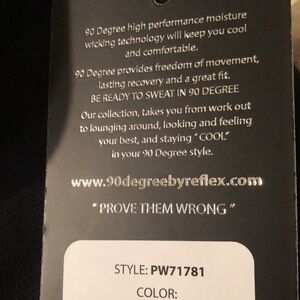 90 Degree high performance moisture
wicking technology will keep you cool
and comfortable.
90 Degree provides freedom of movement,
lasting recovery and a great fit.
BE READY TO SWEAT IN 90 DEGREE
Our collection, takes you from work out
to lounging around, looking and feeling
your best, and staying "COOL"
in your 90 Degree style.
www.90degreebyreflex.com
"PROVE THEM WRONG"
STYLE: PW71781
COLOR: